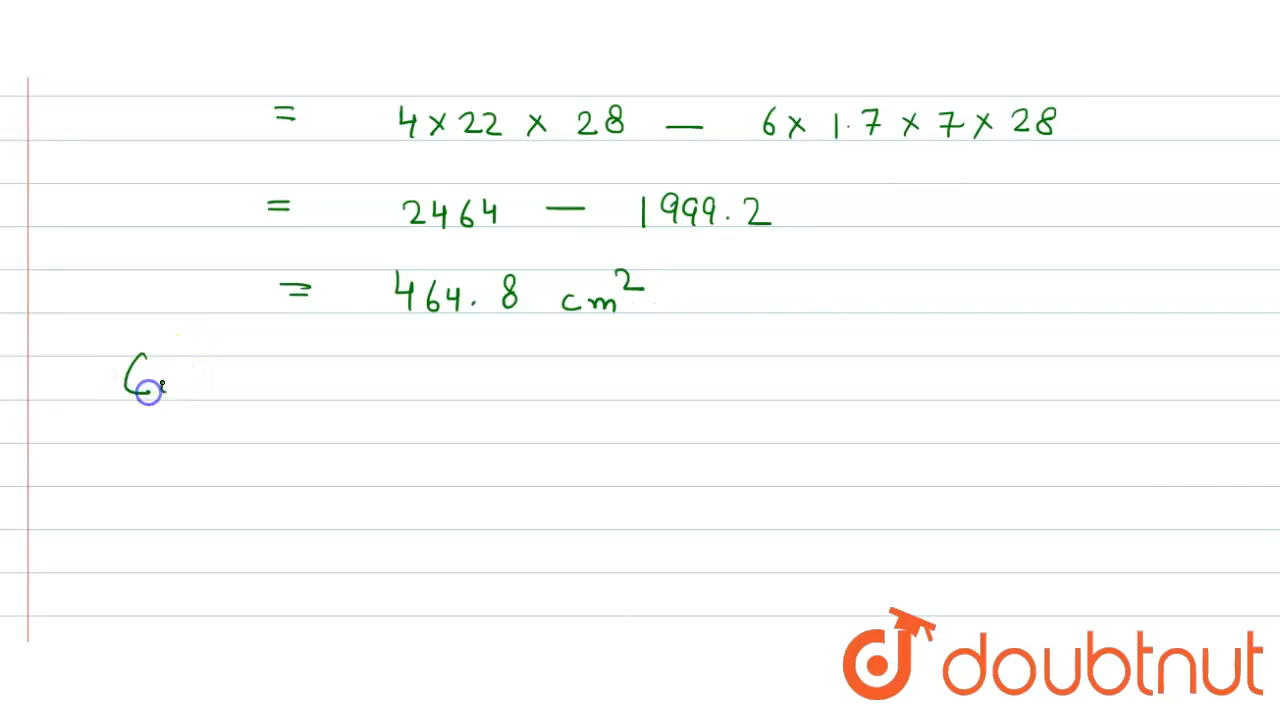 = 4 × 22 × 28 — 6 × 1.7 × 7 × 28
= 2464 — 1999.2
= 464.8 cm²
doubtnut